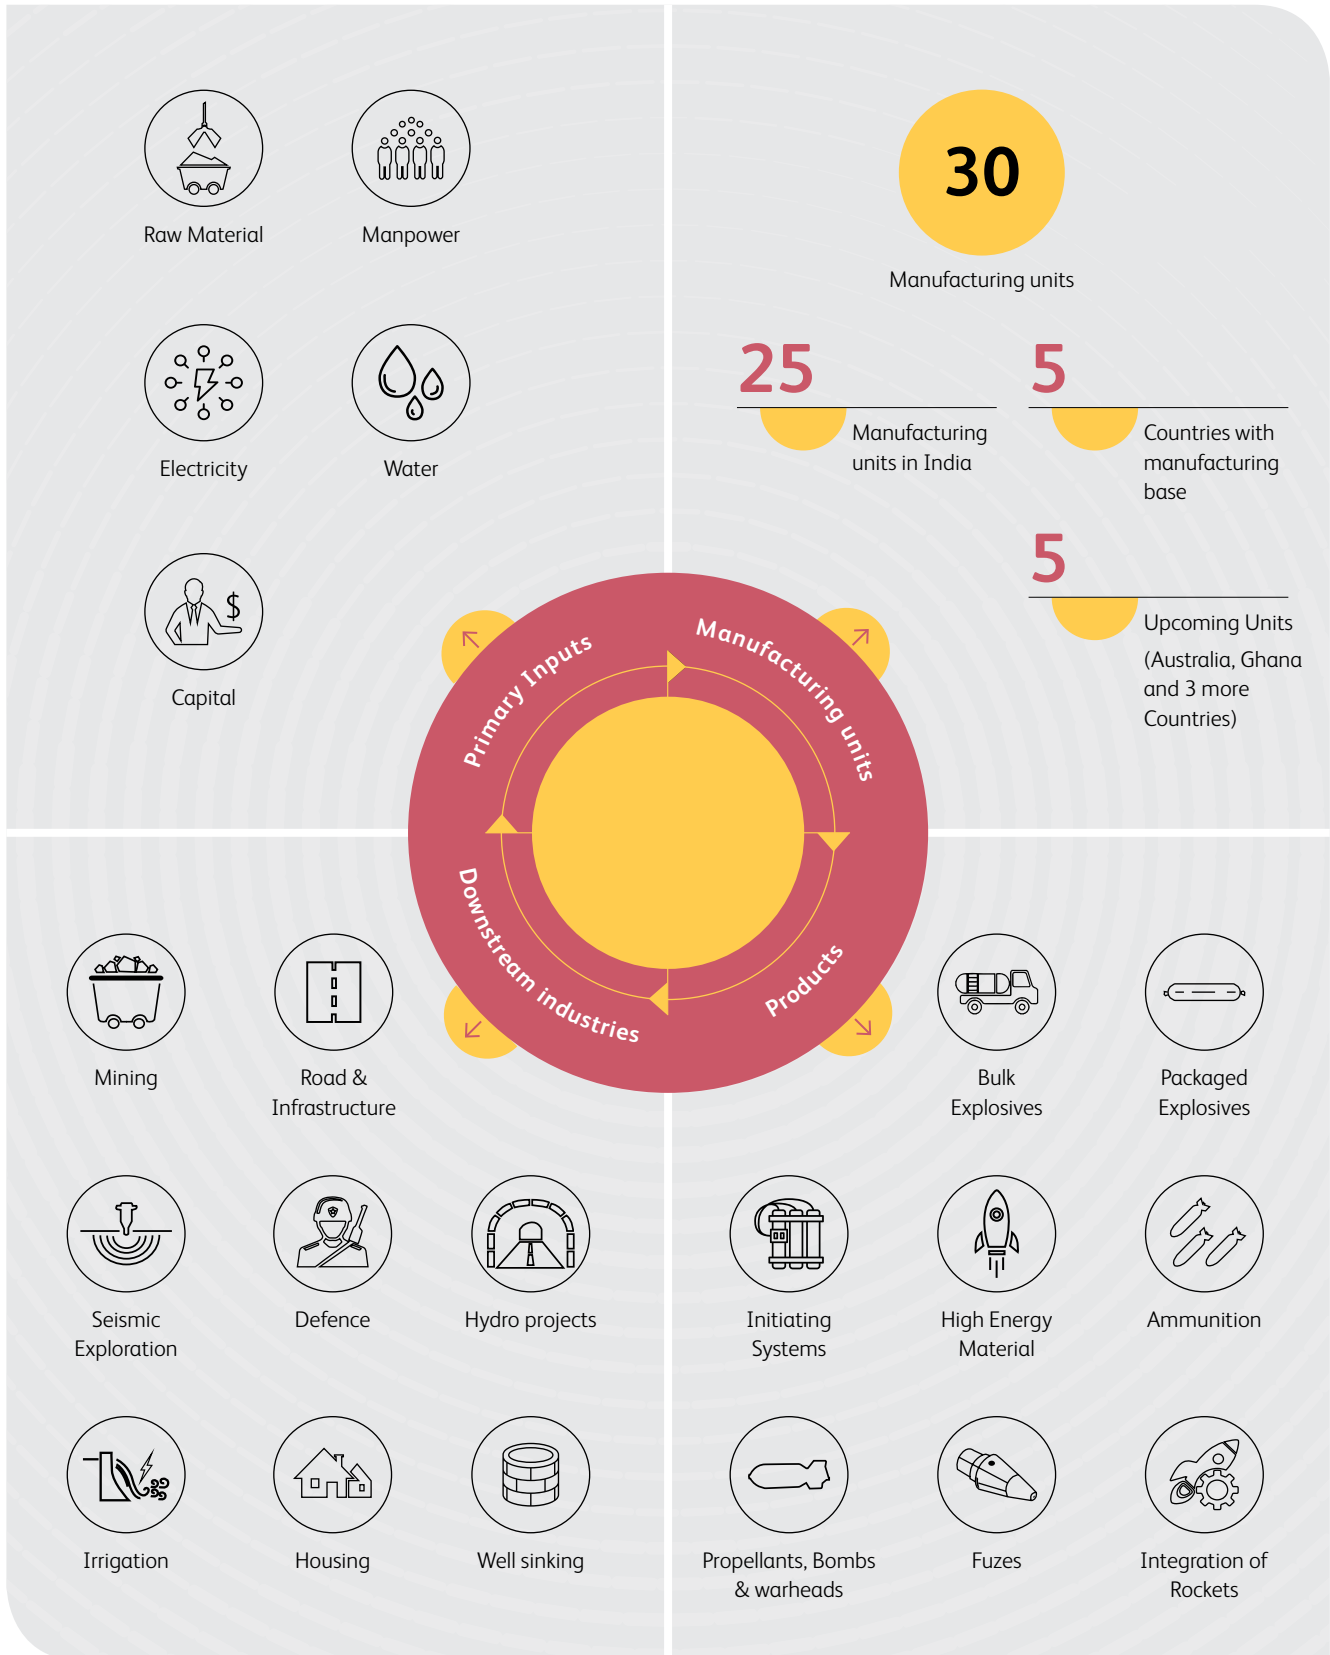 Raw Material
Manpower
Electricity
Water
$
Capital
30
Manufacturing units
25
Manufacturing
units in India
5
Countries with
manufacturing
base
5
Upcoming Units
(Australia, Ghana
and 3 more
Countries)
Primary Inputs
Manufacturing units
Downstream industries
Products
Mining
Road &
Infrastructure
Seismic
Exploration
Defence
Hydro projects
Irrigation
Housing
Well sinking
Bulk
Explosives
Packaged
Explosives
Initiating
Systems
High Energy
Material
Ammunition
Propellants, Bombs
& warheads
Fuzes
Integration of
Rockets